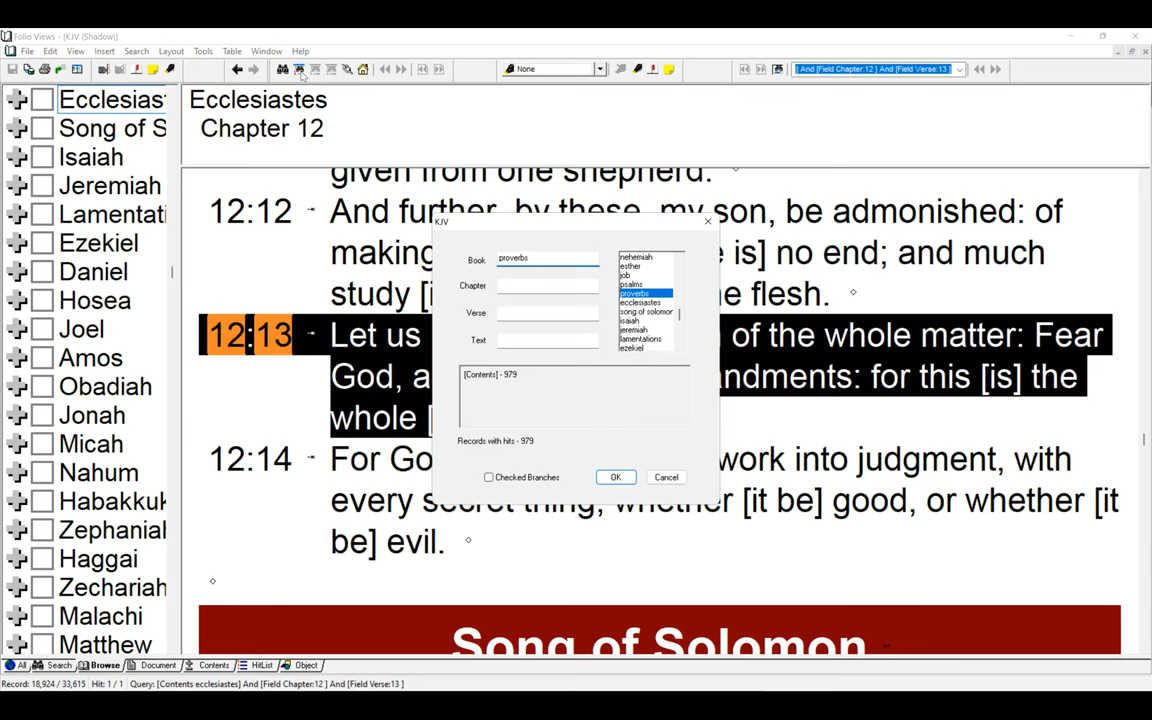 Folio Views - [KJV (Shadow)]
File Edit View Insert Search Layout Tools Table Window Help
None
] And [Field Chapter:12 ] And [Field Verse:13 ]
Ecclesiast
Song of S
Isaiah
Jeremiah
Lamentati
Ezekiel
Daniel
Hosea
Joel
Amos
Obadiah
Jonah
Micah
Nahum
Habakkuk
Zephaniah
Haggai
Zechariah
Malachi
Matthew
Ecclesiastes
Chapter 12
given from one shepherd.
12:12 And further, by these, my son, be admonished: of
making is] no end; and much
study [i he flesh.
12:13 Let us of the whole matter: Fear
God, a ndments: for this [is] the
whole [
12:14 For Go work into judgment, with
every secret thing, whether [it be] good, or whether [it
be] evil.
Song of Solomon
KJV
Book proverbs
Chapter
Verse
Text
nehemiah
esther
job
psalms
proverbs
ecclesiastes
song of solomon
isaiah
jeremiah
lamentations
ezekiel
[Contents] - 979
Records with hits - 979
Checked Branches OK Cancel
All Search Browse Document Contents HitList Object
Record: 18,924 / 33,615 Hit: 1 / 1 Query: [Contents ecclesiastes] And [Field Chapter:12 ] And [Field Verse:13 ]